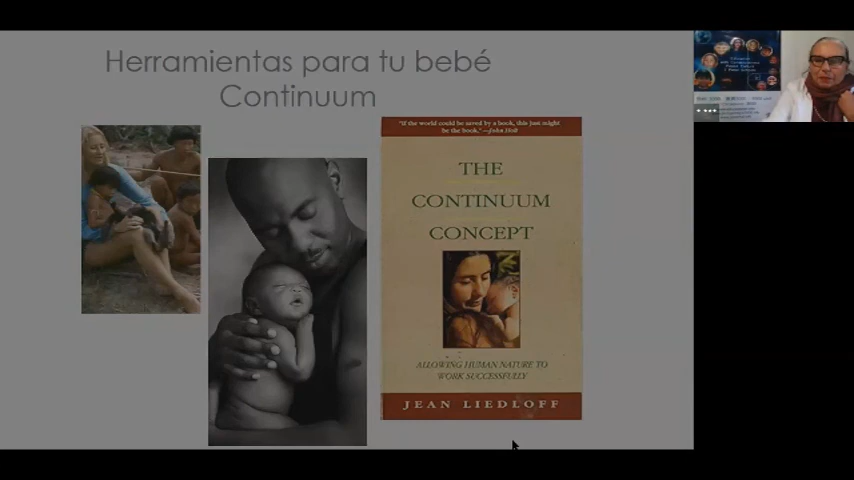 Herramientas para tu bebé
Continuum
"If the world could be saved by a book, this just might
be the book." —John Holt
THE
CONTINUUM
CONCEPT
ALLOWING HUMAN NATURE TO
WORK SUCCESSFULLY
JEAN LIEDLOFF